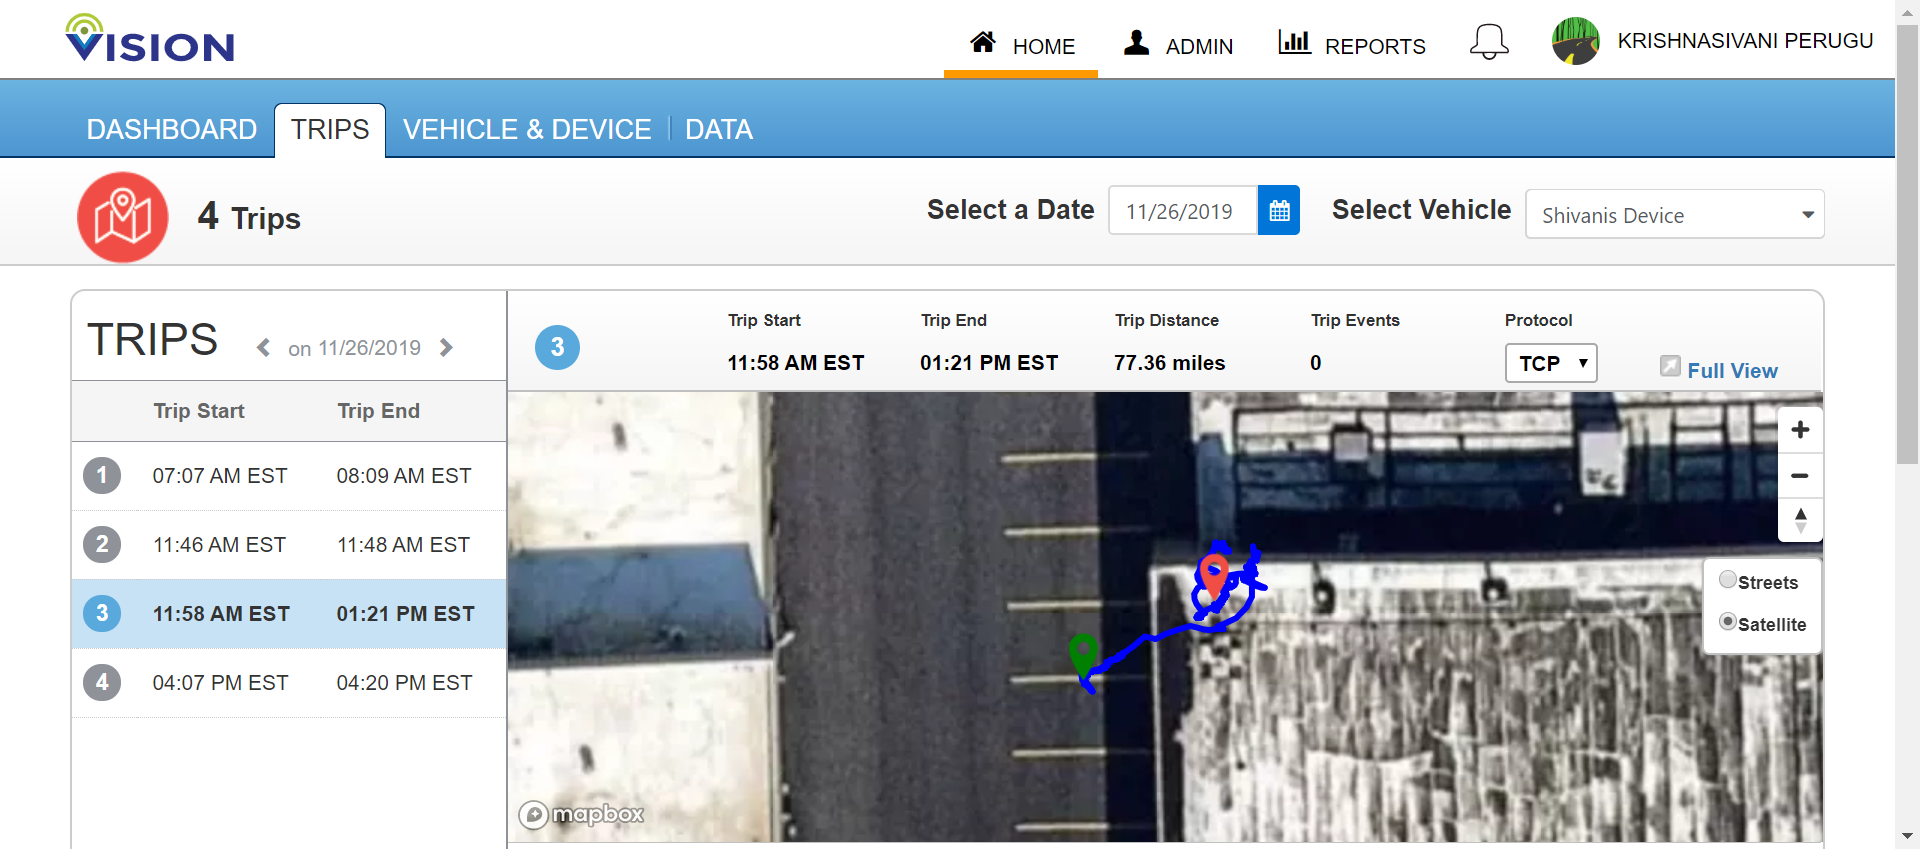 VISION
HOME
ADMIN
REPORTS
KRISHNASIVANI PERUGU
DASHBOARD
TRIPS
VEHICLE & DEVICE
DATA
4 Trips
Select a Date
11/26/2019
Select Vehicle
Shivanis Device
TRIPS
on 11/26/2019
Trip Start Trip End
1 07:07 AM EST 08:09 AM EST
2 11:46 AM EST 11:48 AM EST
3 11:58 AM EST 01:21 PM EST
4 04:07 PM EST 04:20 PM EST
3
Trip Start Trip End Trip Distance Trip Events Protocol
11:58 AM EST 01:21 PM EST 77.36 miles 0 TCP
Full View
Streets
Satellite
mapbox